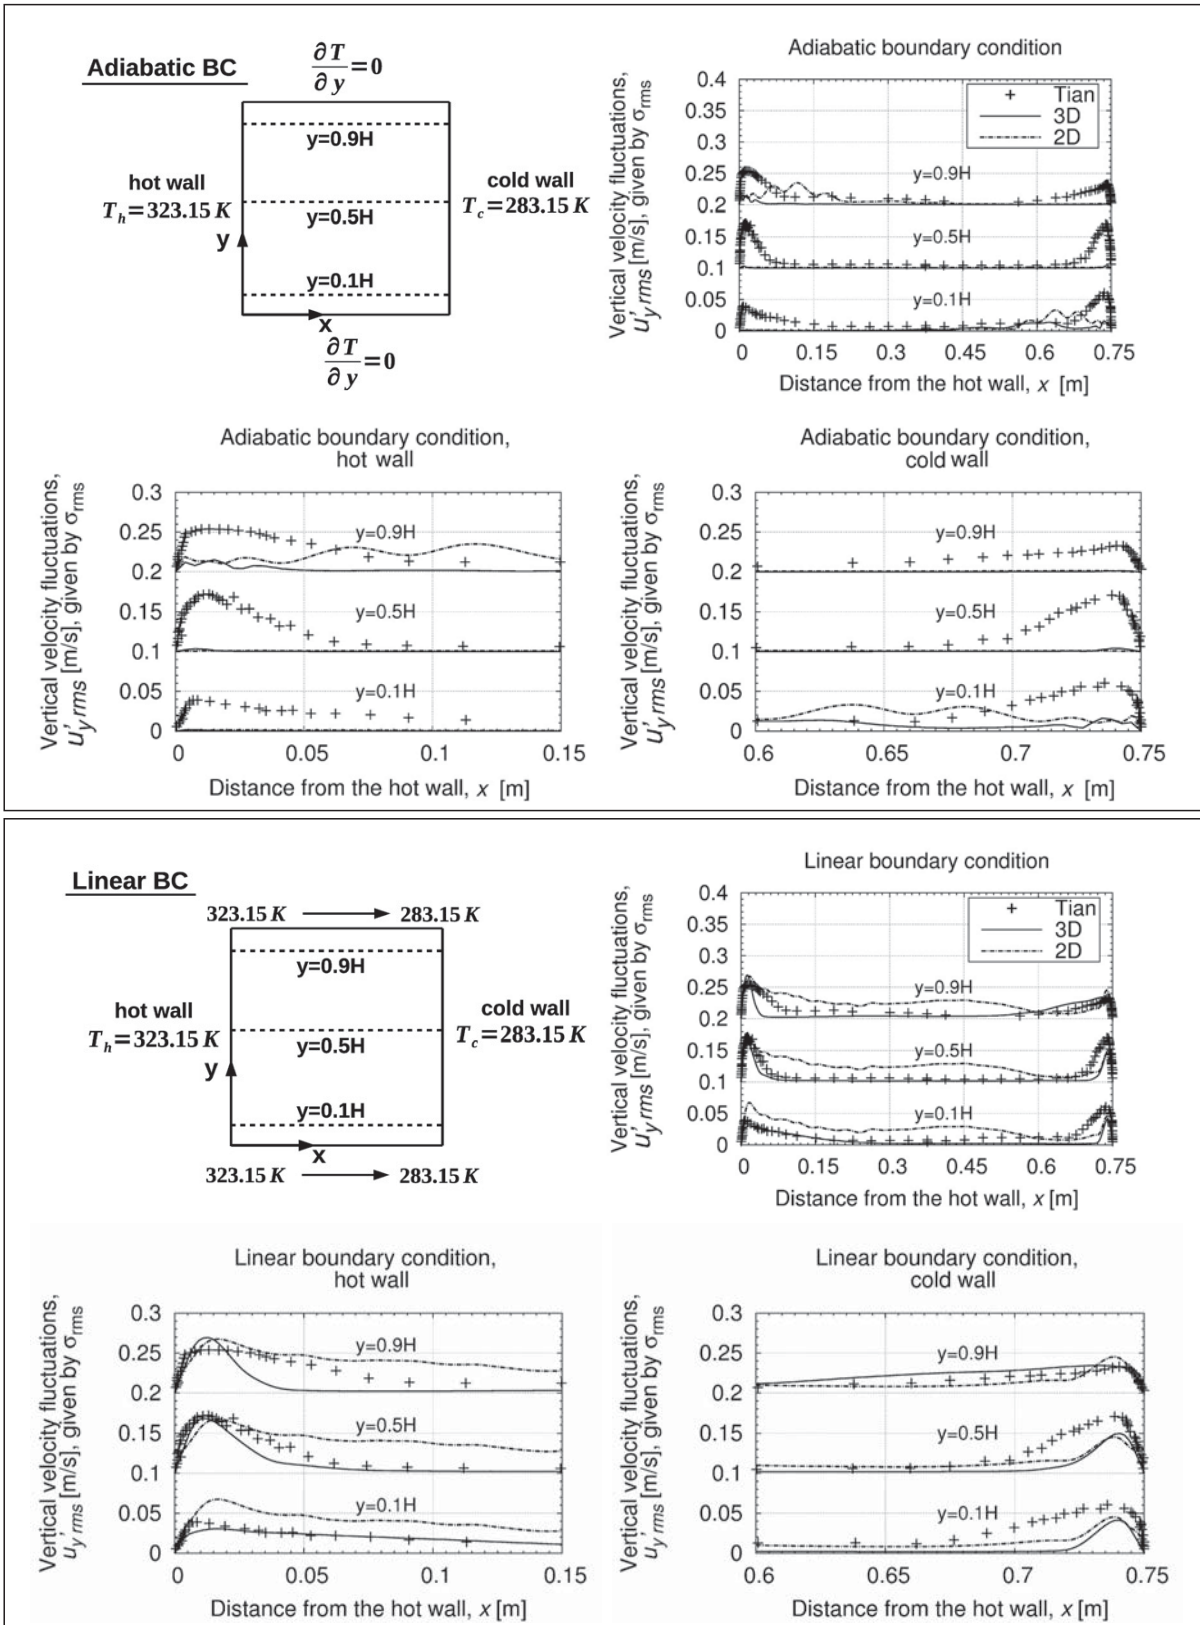 Adiabatic BC
∂T/∂y=0
y=0.9H
hot wall
T_h=323.15 K
y=0.5H
cold wall
T_c=283.15 K
y
y=0.1H
x
∂T/∂y=0
Adiabatic boundary condition
Vertical velocity fluctuations,
u'_y rms [m/s], given by σ_rms
0.4
0.35
0.3
0.25
0.2
0.15
0.1
0.05
0
Tian
3D
2D
y=0.9H
y=0.5H
y=0.1H
0 0.15 0.3 0.45 0.6 0.75
Distance from the hot wall, x [m]
Adiabatic boundary condition,
hot wall
Vertical velocity fluctuations,
u'_y rms [m/s], given by σ_rms
0.3
0.25
0.2
0.15
0.1
0.05
0
y=0.9H
y=0.5H
y=0.1H
0 0.05 0.1 0.15
Distance from the hot wall, x [m]
Adiabatic boundary condition,
cold wall
Vertical velocity fluctuations,
u'_y rms [m/s], given by σ_rms
0.3
0.25
0.2
0.15
0.1
0.05
0
y=0.9H
y=0.5H
y=0.1H
0.6 0.65 0.7 0.75
Distance from the hot wall, x [m]
Linear BC
323.15 K → 283.15 K
y=0.9H
hot wall
T_h=323.15 K
y=0.5H
cold wall
T_c=283.15 K
y
y=0.1H
x
323.15 K → 283.15 K
Linear boundary condition
Vertical velocity fluctuations,
u'_y rms [m/s], given by σ_rms
0.4
0.35
0.3
0.25
0.2
0.15
0.1
0.05
0
Tian
3D
2D
y=0.9H
y=0.5H
y=0.1H
0 0.15 0.3 0.45 0.6 0.75
Distance from the hot wall, x [m]
Linear boundary condition,
hot wall
Vertical velocity fluctuations,
u'_y rms [m/s], given by σ_rms
0.3
0.25
0.2
0.15
0.1
0.05
0
y=0.9H
y=0.5H
y=0.1H
0 0.05 0.1 0.15
Distance from the hot wall, x [m]
Linear boundary condition,
cold wall
Vertical velocity fluctuations,
u'_y rms [m/s], given by σ_rms
0.3
0.25
0.2
0.15
0.1
0.05
0
y=0.9H
y=0.5H
y=0.1H
0.6 0.65 0.7 0.75
Distance from the hot wall, x [m]